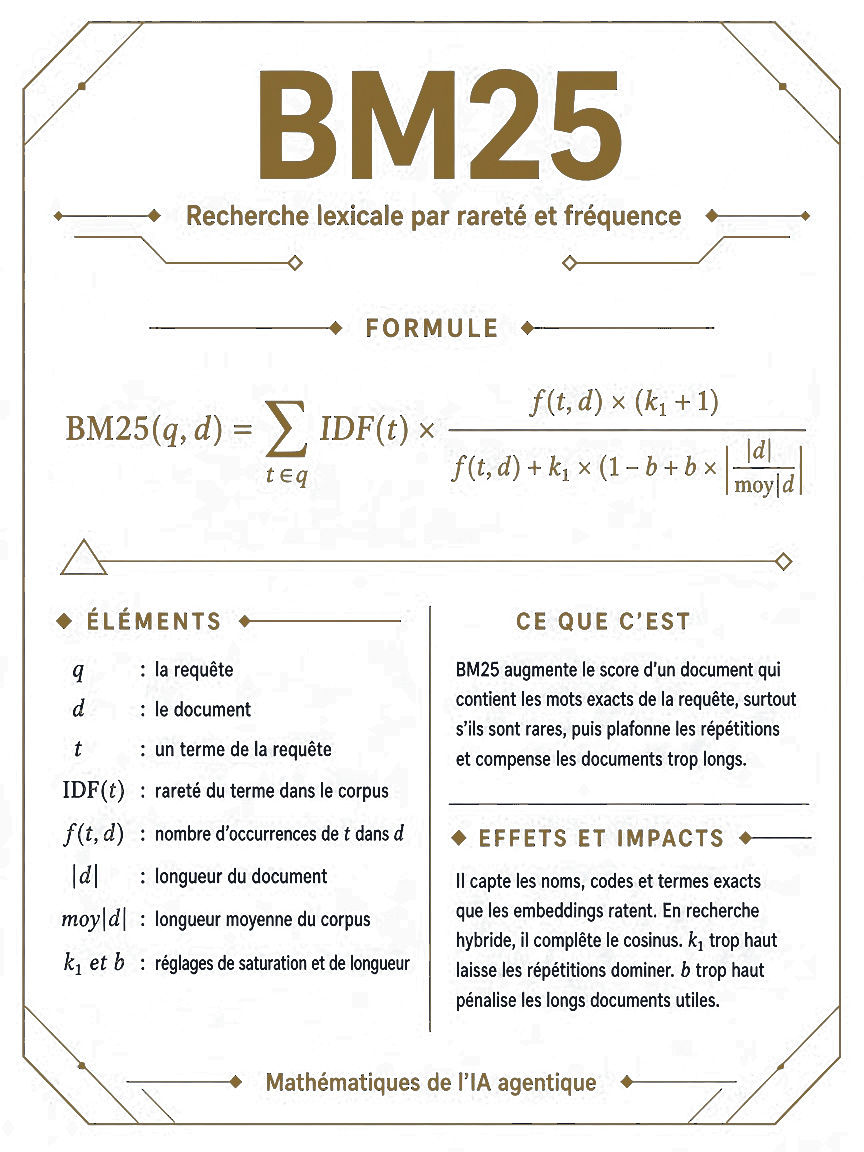 BM25
Recherche lexicale par rareté et fréquence
FORMULE
BM25(q, d) = ∑ t∈q IDF(t) × f(t, d) × (k₁ + 1) / f(t, d) + k₁ × (1 − b + b × | |d| / moy|d| |
ÉLÉMENTS
q : la requête
d : le document
t : un terme de la requête
IDF(t) : rareté du terme dans le corpus
f(t, d) : nombre d'occurrences de t dans d
|d| : longueur du document
moy|d| : longueur moyenne du corpus
k₁ et b : réglages de saturation et de longueur
CE QUE C'EST
BM25 augmente le score d'un document qui
contient les mots exacts de la requête, surtout
s'ils sont rares, puis plafonne les répétitions
et compense les documents trop longs.
EFFETS ET IMPACTS
Il capte les noms, codes et termes exacts
que les embeddings ratent. En recherche
hybride, il complête le cosinus. k₁ trop haut
laisse les répétitions dominer. b trop haut
pénalise les longs documents utiles.
Mathématiques de l'IA agentique